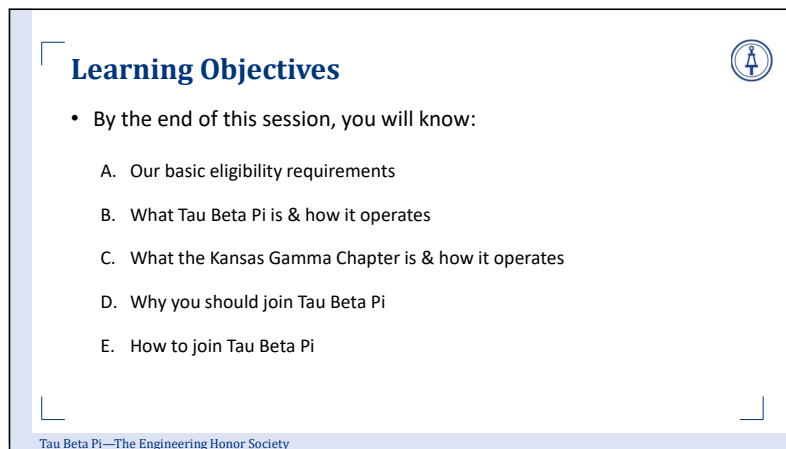 Learning Objectives
• By the end of this session, you will know:
A. Our basic eligibility requirements
B. What Tau Beta Pi is & how it operates
C. What the Kansas Gamma Chapter is & how it operates
D. Why you should join Tau Beta Pi
E. How to join Tau Beta Pi
Tau Beta Pi—The Engineering Honor Society